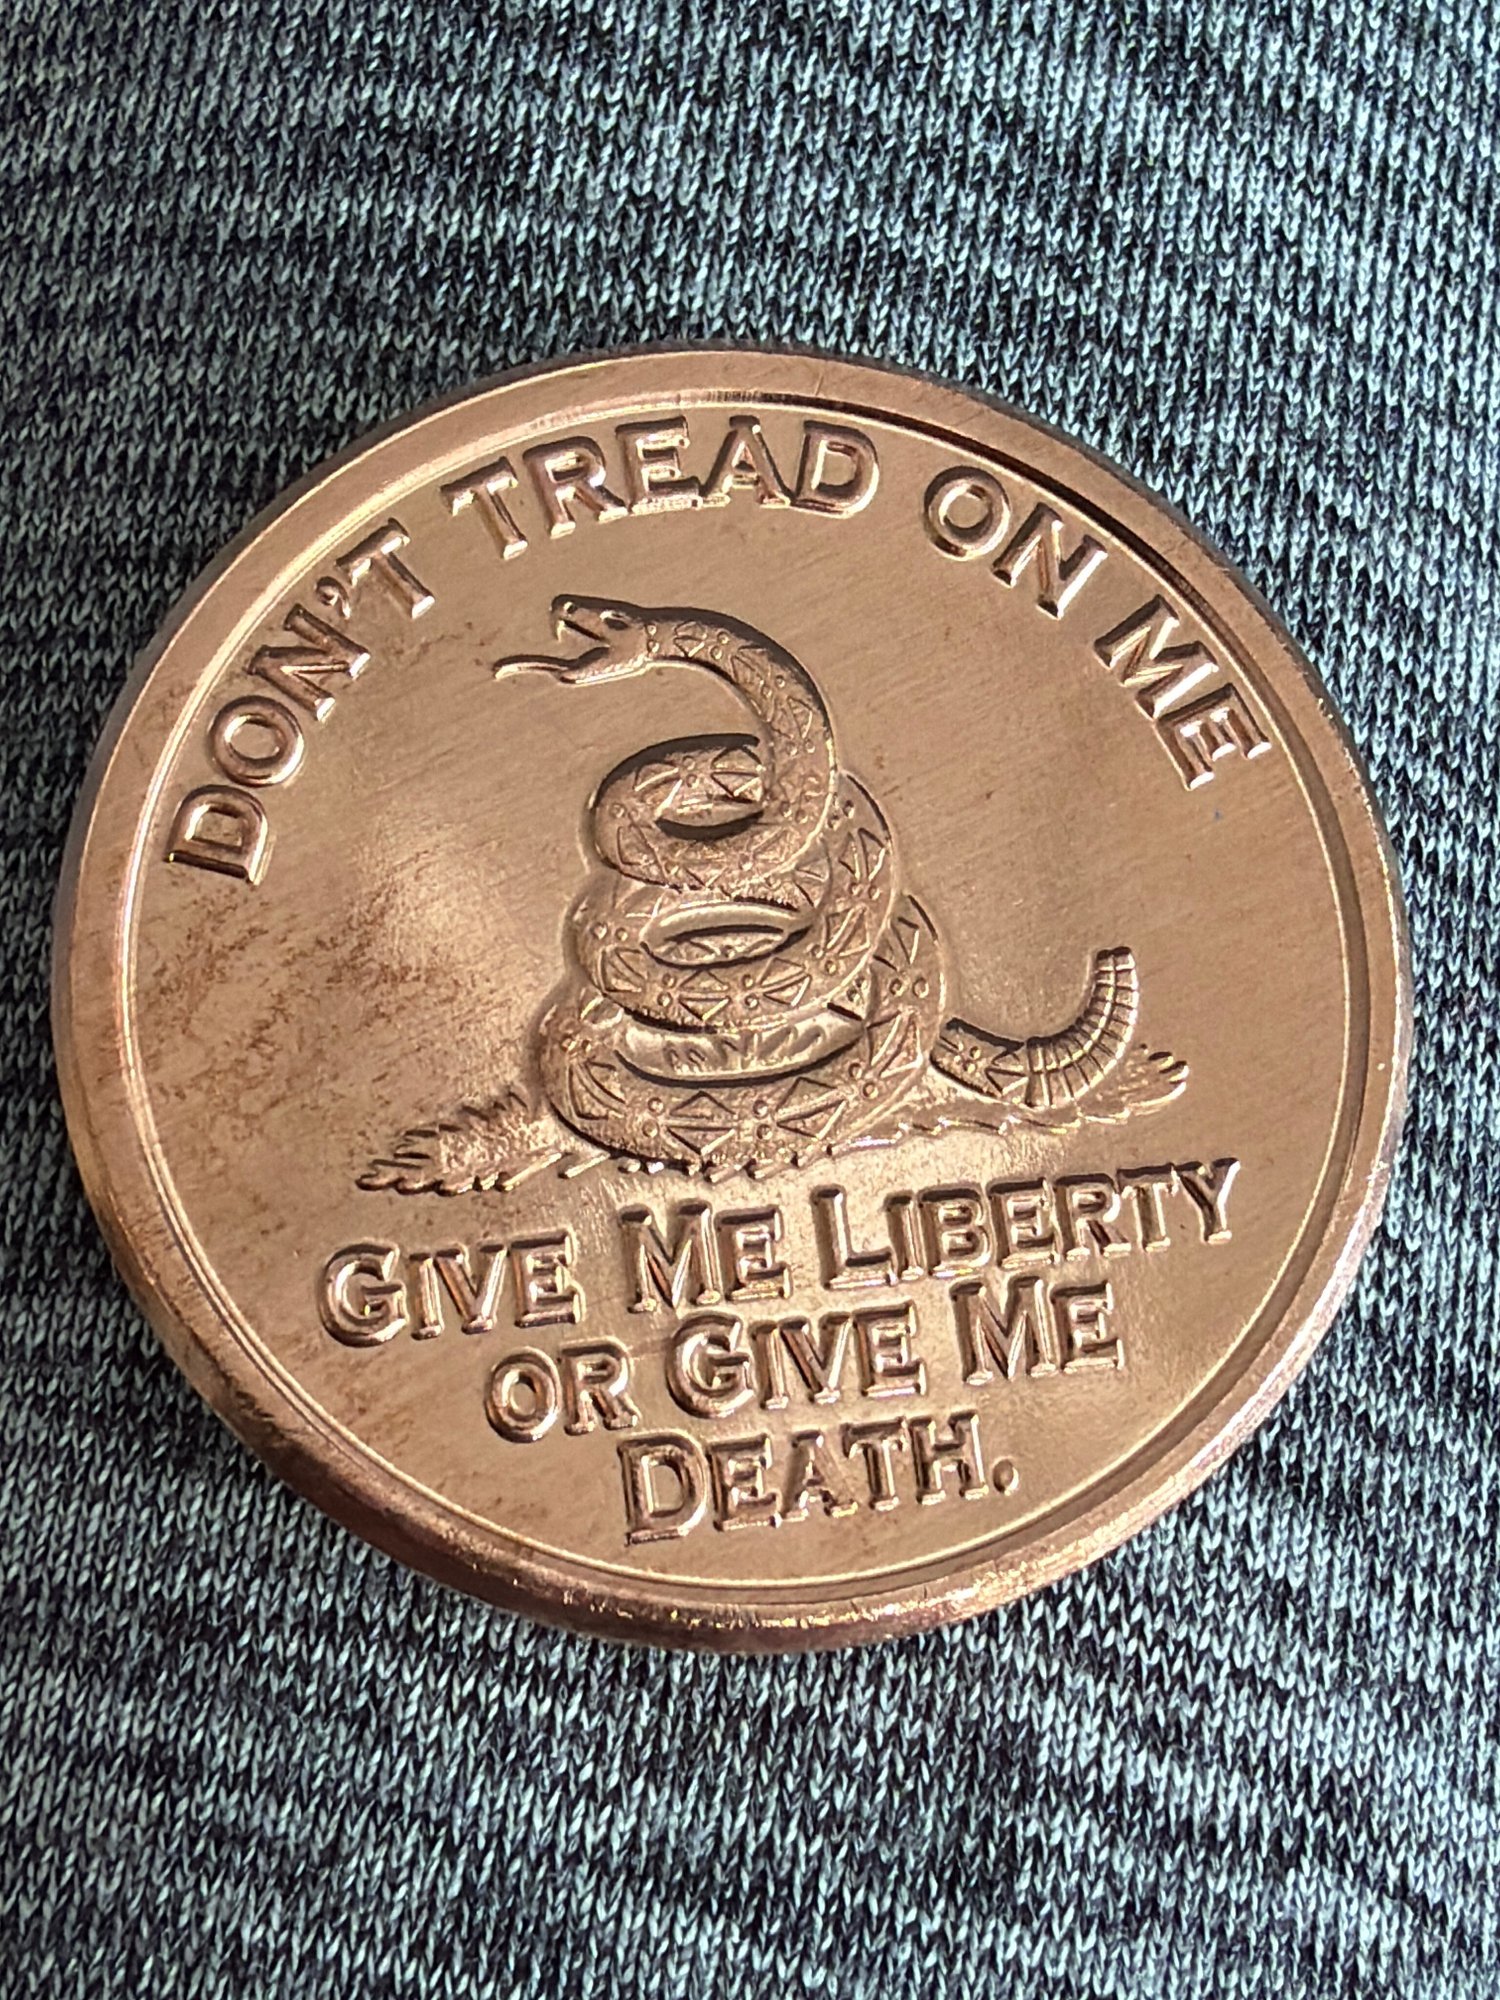 DON'T TREAD ON ME
GIVE ME LIBERTY
OR GIVE ME
DEATH.